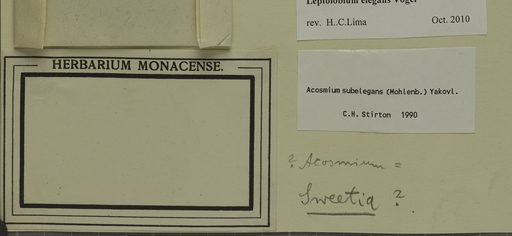 Leptolobium elegans Vogel
rev. H..C.Lima Oct. 2010
HERBARIUM MONACENSE.
Acosmium subelegans (Mohlenb.) Yakovl.
C.H. Stirton 1990
? Acosmium =
Sweetia ?